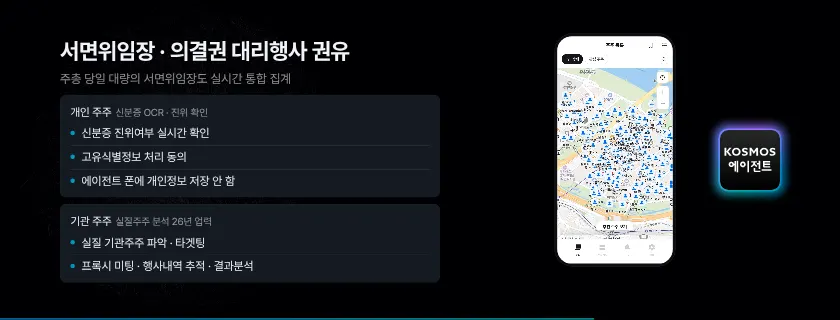 서면위임장 · 의결권 대리행사 권유
주총 당일 대량의 서면위임장도 실시간 통합 집계
개인 주주 신분증 OCR · 진위 확인
신분증 진위여부 실시간 확인
고유식별정보 처리 동의
에이전트 폰에 개인정보 저장 안 함
기관 주주 실질주주 분석 26년 업력
실질 기관주주 파악 · 타겟팅
프록시 미팅 · 행사내역 추적 · 결과분석
KOSMOS
에이전트